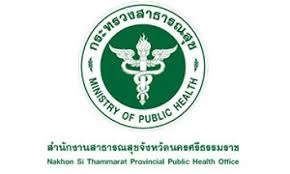 กระทรวงสาธารณสุข
MINISTRY OF PUBLIC HEALTH
สำนักงานสาธารณสุขจังหวัดนครศรีธรรมราช
Nakhon Si Thammarat Provincial Public Health Office